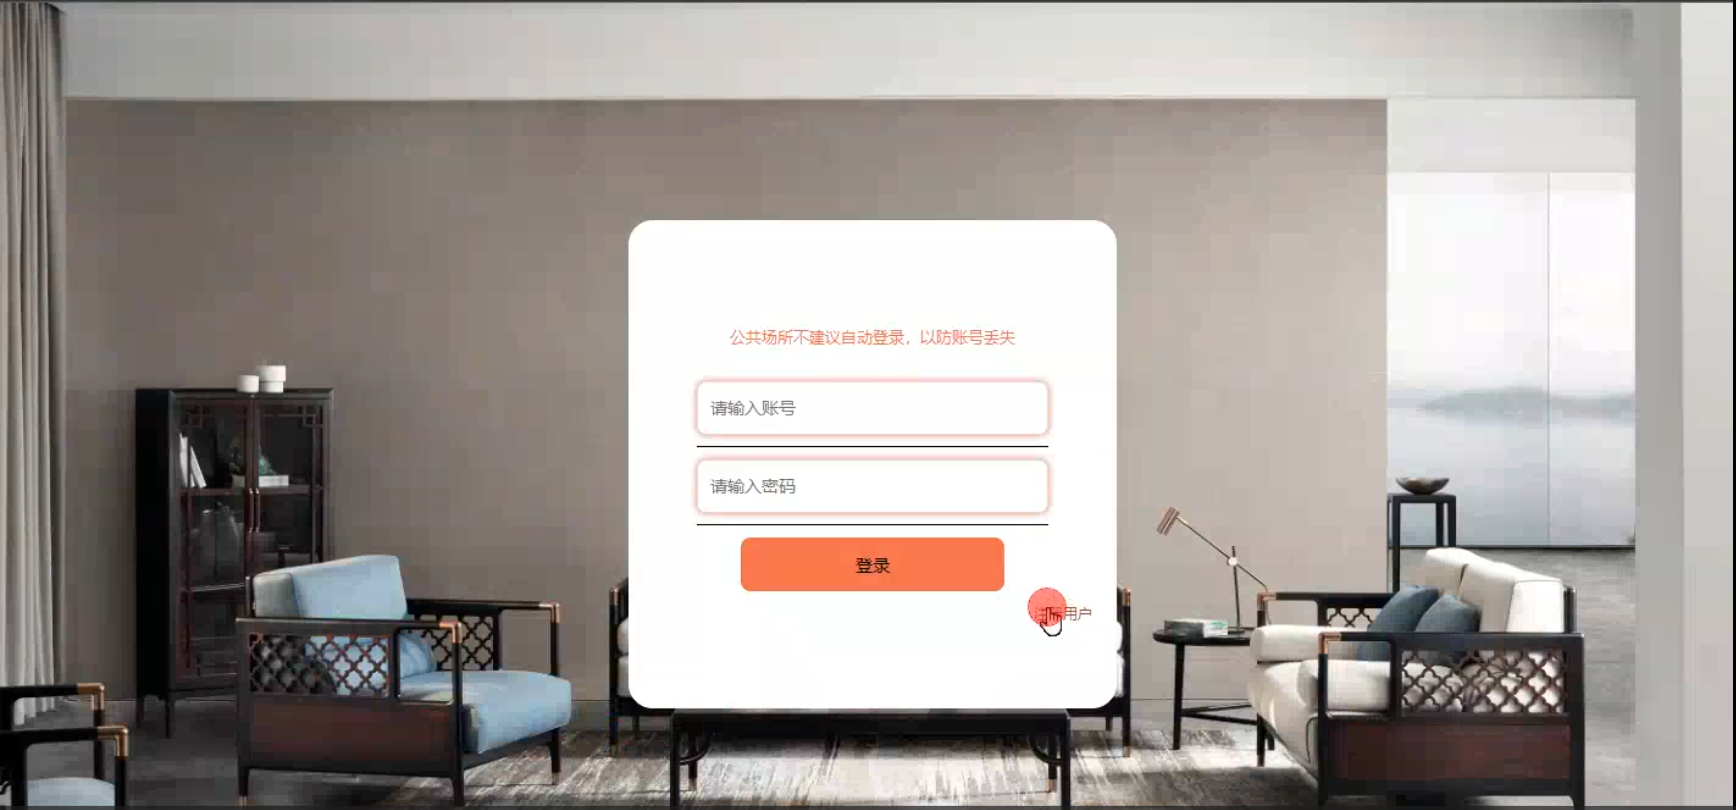 公共场所不建议自动登录，以防账号丢失
请输入账号
请输入密码
登录
用户